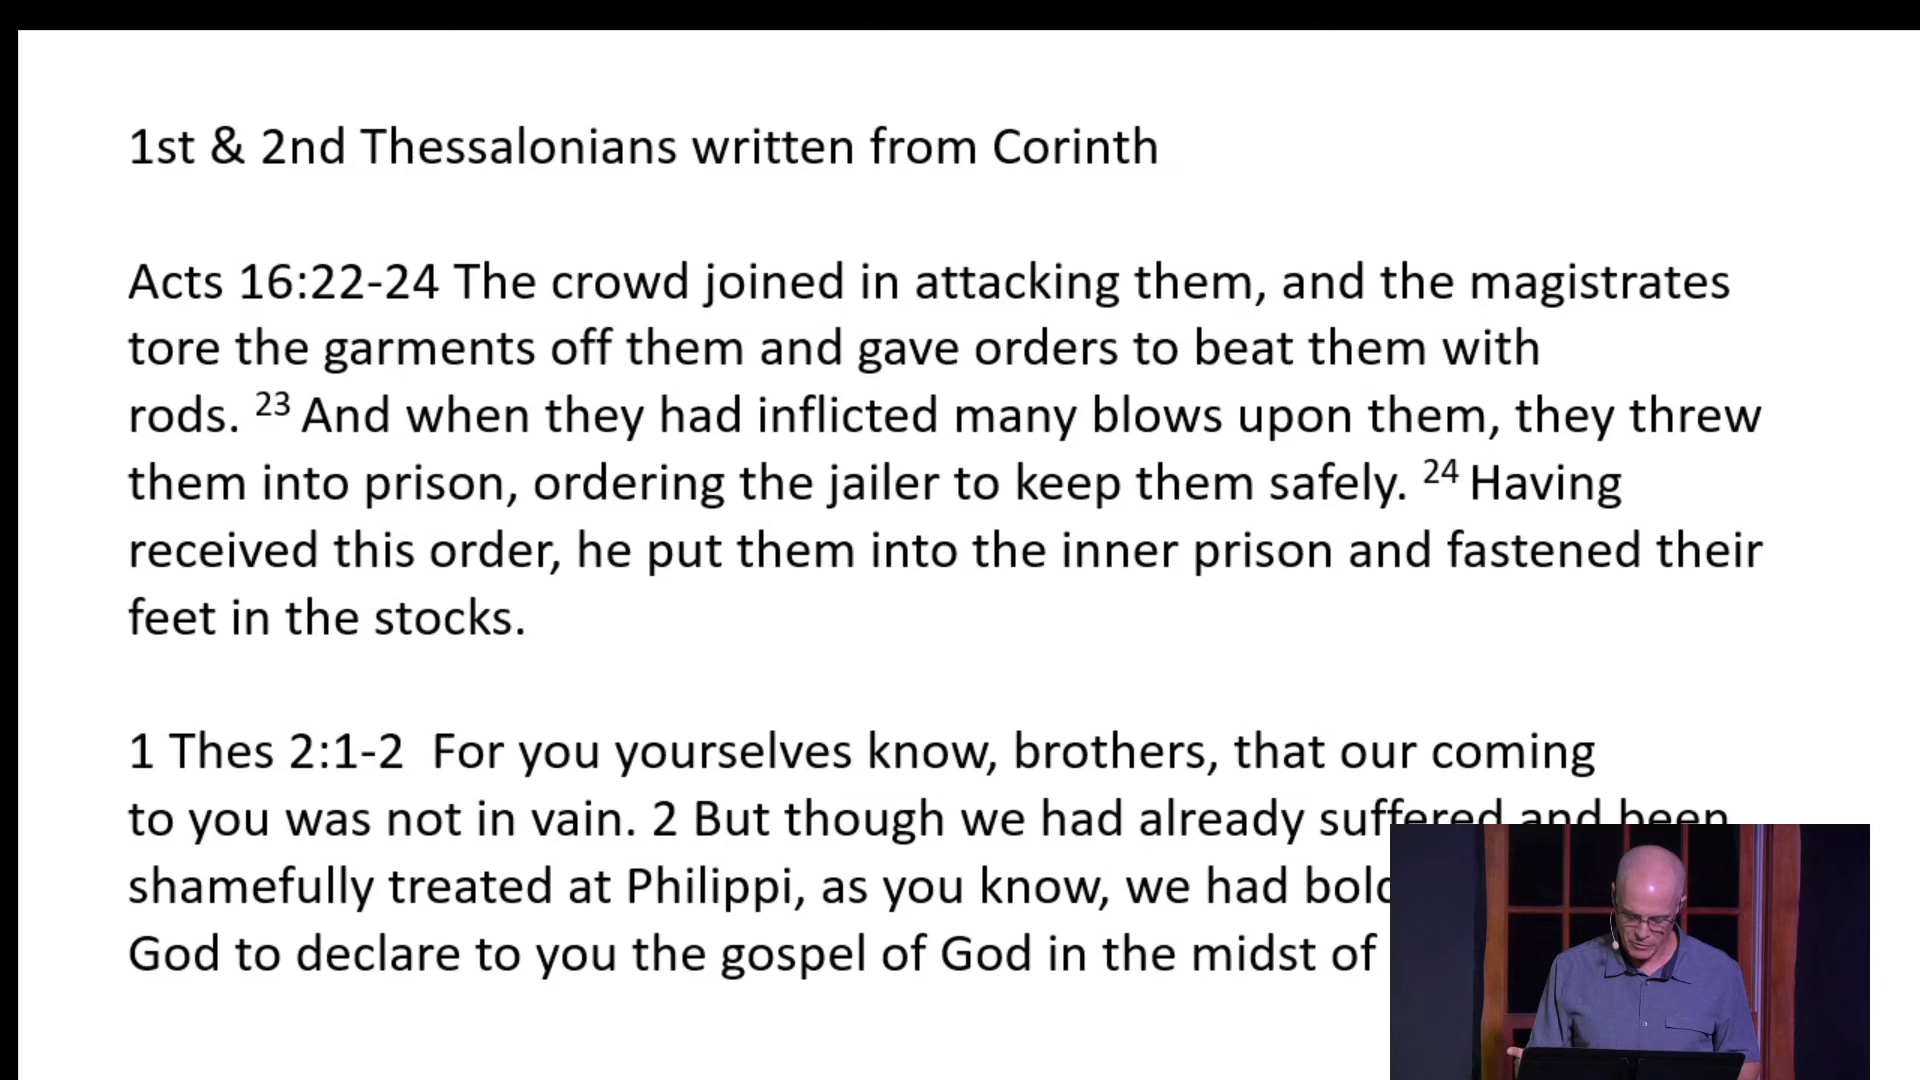 1st & 2nd Thessalonians written from Corinth
Acts 16:22-24 The crowd joined in attacking them, and the magistrates
tore the garments off them and gave orders to beat them with
rods. 23 And when they had inflicted many blows upon them, they threw
them into prison, ordering the jailer to keep them safely. 24 Having
received this order, he put them into the inner prison and fastened their
feet in the stocks.
1 Thes 2:1-2  For you yourselves know, brothers, that our coming
to you was not in vain. 2 But though we had already suffered and been
shamefully treated at Philippi, as you know, we had
God to declare to you the gospel of God in the midst of